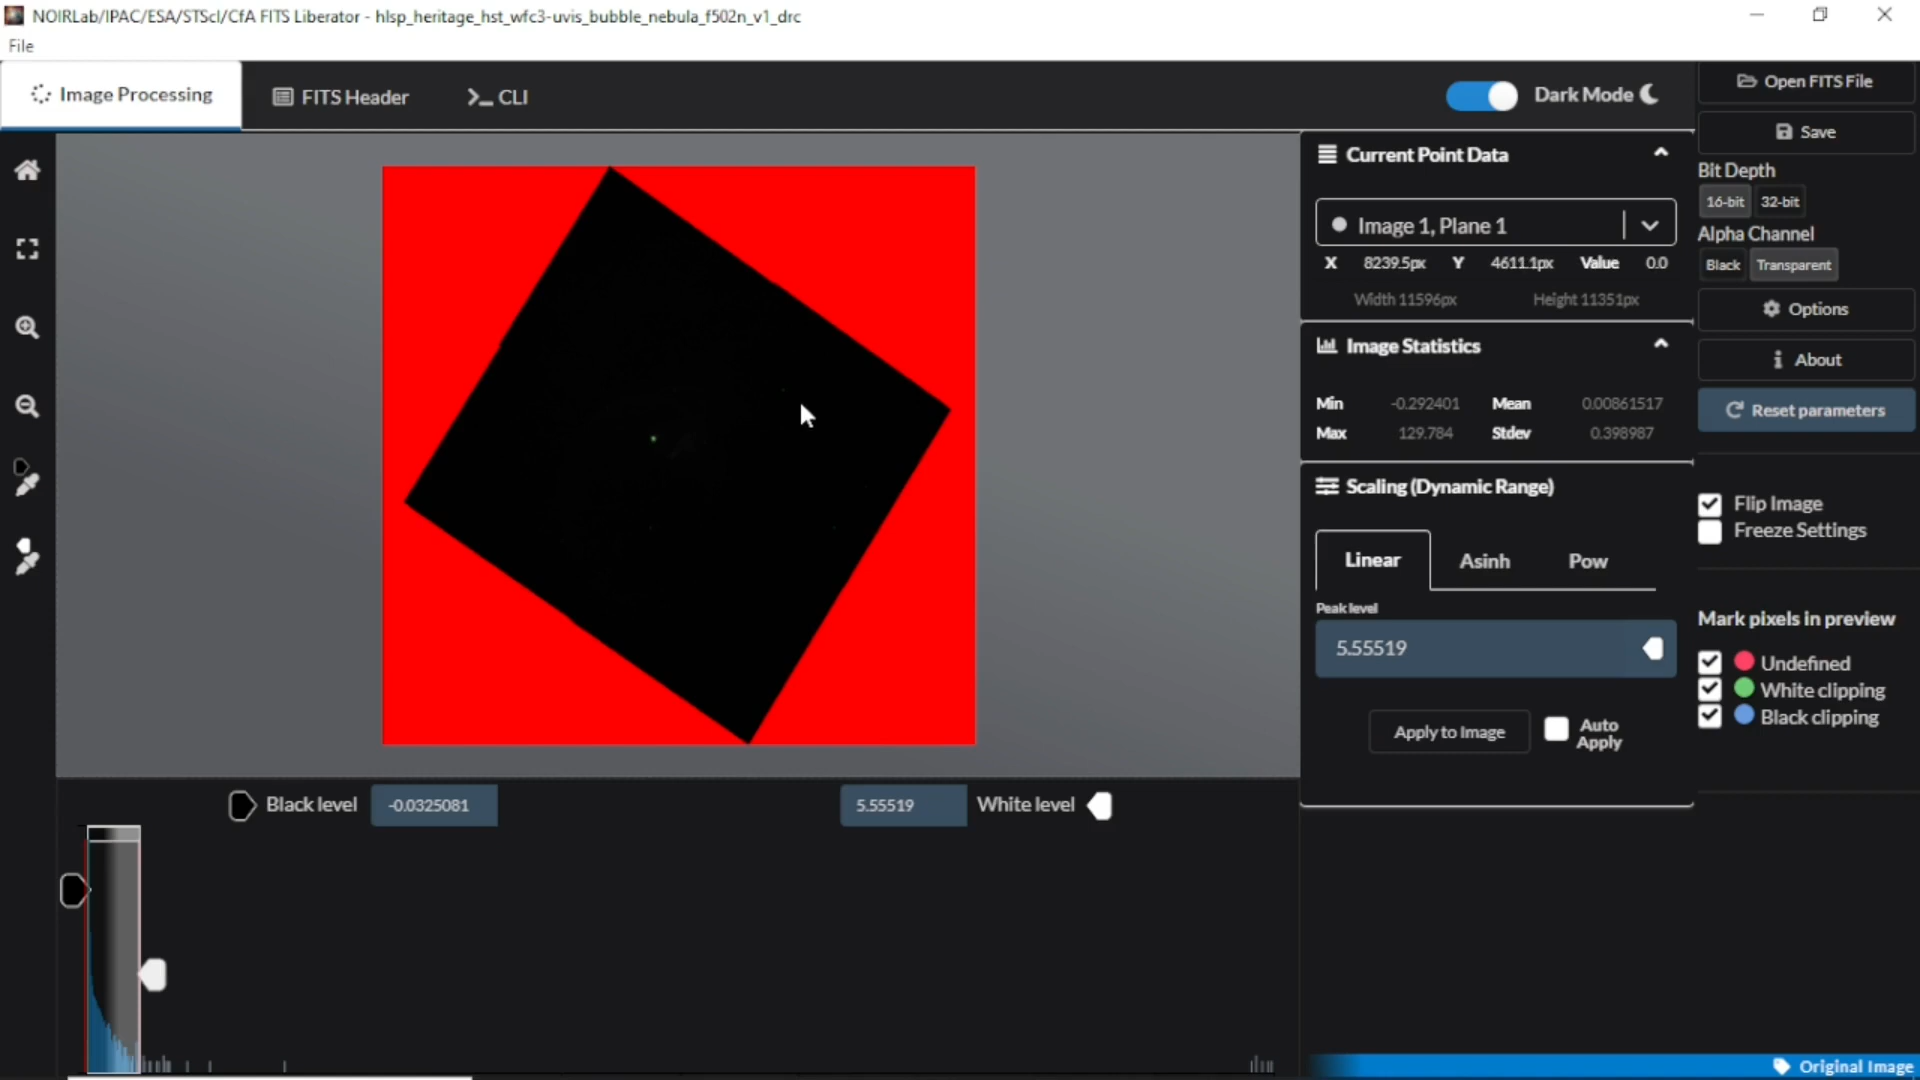 NOIRLab/IPAC/ESA/STScI/CfA FITS Liberator - hlsp_heritage_hst_wfc3-uvis_bubble_nebula_f502n_v1_drc
File
Image Processing
FITS Header
CLI
Dark Mode
Open FITS File
Save
Bit Depth
16-bit 32-bit
Alpha Channel
Black Transparent
Options
About
Reset parameters
Flip Image
Freeze Settings
Mark pixels in preview
Undefined
White clipping
Black clipping
Current Point Data
Image 1, Plane 1
X 8239.5px Y 4611.1px Value 0.0
Width 11596px Height 11351px
Image Statistics
Min -0.292401 Mean 0.00861517
Max 129.784 Stdev 0.398987
Scaling (Dynamic Range)
Linear Asinh Pow
Peak level
5.55519
Apply to Image
Auto
Apply
Black level -0.0325081
5.55519 White level
Original Image